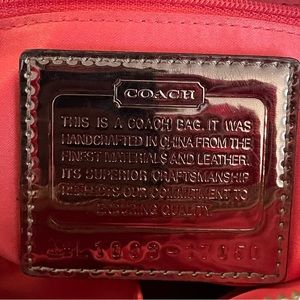 COACH
THIS IS A COACH BAG. IT WAS
HANDCRAFTED IN CHINA FROM THE
FINEST MATERIALS AND LEATHER.
ITS SUPERIOR CRAFTSMANSHIP
REFLECTS OUR COMMITMENT TO
ENDURING QUALITY.